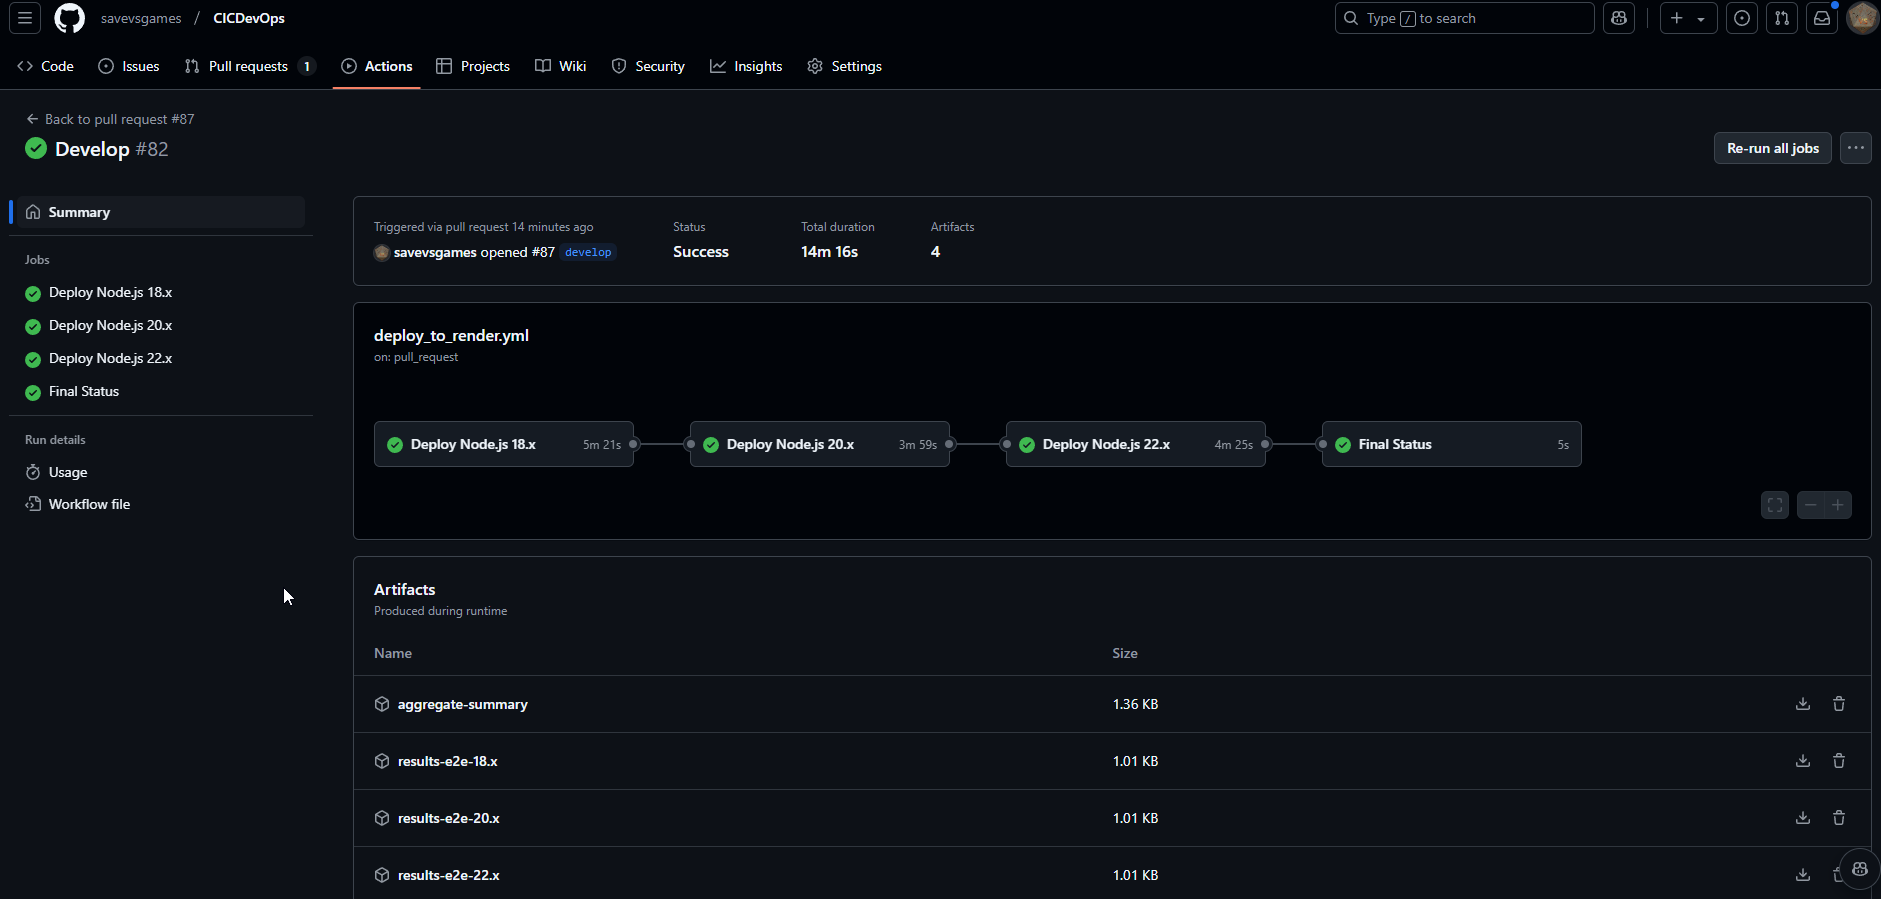 savevsgames / CICDevOps
Type / to search
Code
Issues
Pull requests 1
Actions
Projects
Wiki
Security
Insights
Settings
Back to pull request #87
Develop #82
Re-run all jobs
Summary
Jobs
Deploy Node.js 18.x
Deploy Node.js 20.x
Deploy Node.js 22.x
Final Status
Run details
Usage
Workflow file
Triggered via pull request 14 minutes ago
savevsgames opened #87 develop
Status
Success
Total duration
14m 16s
Artifacts
4
deploy_to_render.yml
on: pull_request
Deploy Node.js 18.x 5m 21s
Deploy Node.js 20.x 3m 59s
Deploy Node.js 22.x 4m 25s
Final Status 5s
Artifacts
Produced during runtime
Name Size
aggregate-summary 1.36 KB
results-e2e-18.x 1.01 KB
results-e2e-20.x 1.01 KB
results-e2e-22.x 1.01 KB